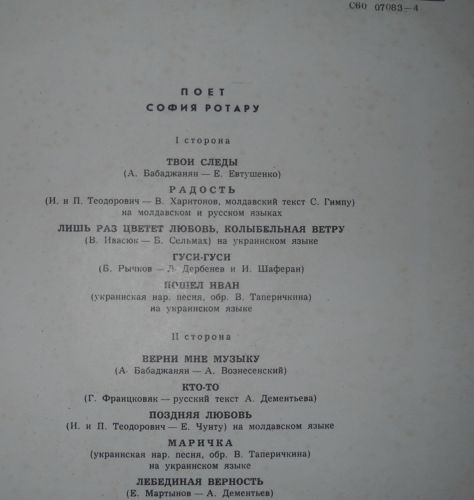 С60 07083—4
ПОЕТ
СОФИЯ РОТАРУ
I сторона
ТВОИ СЛЕДЫ
(А. Бабаджанян — Е. Евтушенко)
РАДОСТЬ
(И. и П. Теодорович — В. Харитонов, молдавский текст С. Гимпу)
на молдавском и русском языках
ЛИШЬ РАЗ ЦВЕТЕТ ЛЮБОВЬ, КОЛЫБЕЛЬНАЯ ВЕТРУ
(В. Ивасюк — Б. Сельмах) на украинском языке
ГУСИ-ГУСИ
(Б. Рычков — Л. Дербенев и И. Шаферан)
ПОШЕЛ ИВАН
(украинская нар. песня, обр. В. Таперичкина)
на украинском языке
II сторона
ВЕРНИ МНЕ МУЗЫКУ
(А. Бабаджанян — А. Вознесенский)
КТО-ТО
(Г. Францковяк — русский текст А. Дементьева)
ПОЗДНЯЯ ЛЮБОВЬ
(И. и П. Теодорович — Е. Чунту) на молдавском языке
МАРИЧКА
(украинская нар. песня, обр. В. Таперичкина)
на украинском языке
ЛЕБЕДИНАЯ ВЕРНОСТЬ
(Е. Мартынов — А. Дементьев)